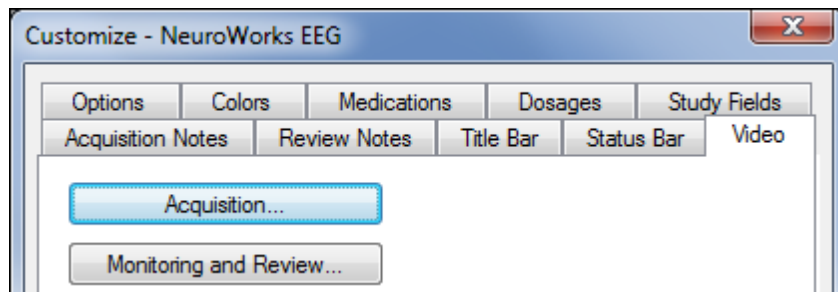 Customize - NeuroWorks EEG
Options Colors Medications Dosages Study Fields
Acquisition Notes Review Notes Title Bar Status Bar Video
Acquisition...
Monitoring and Review...